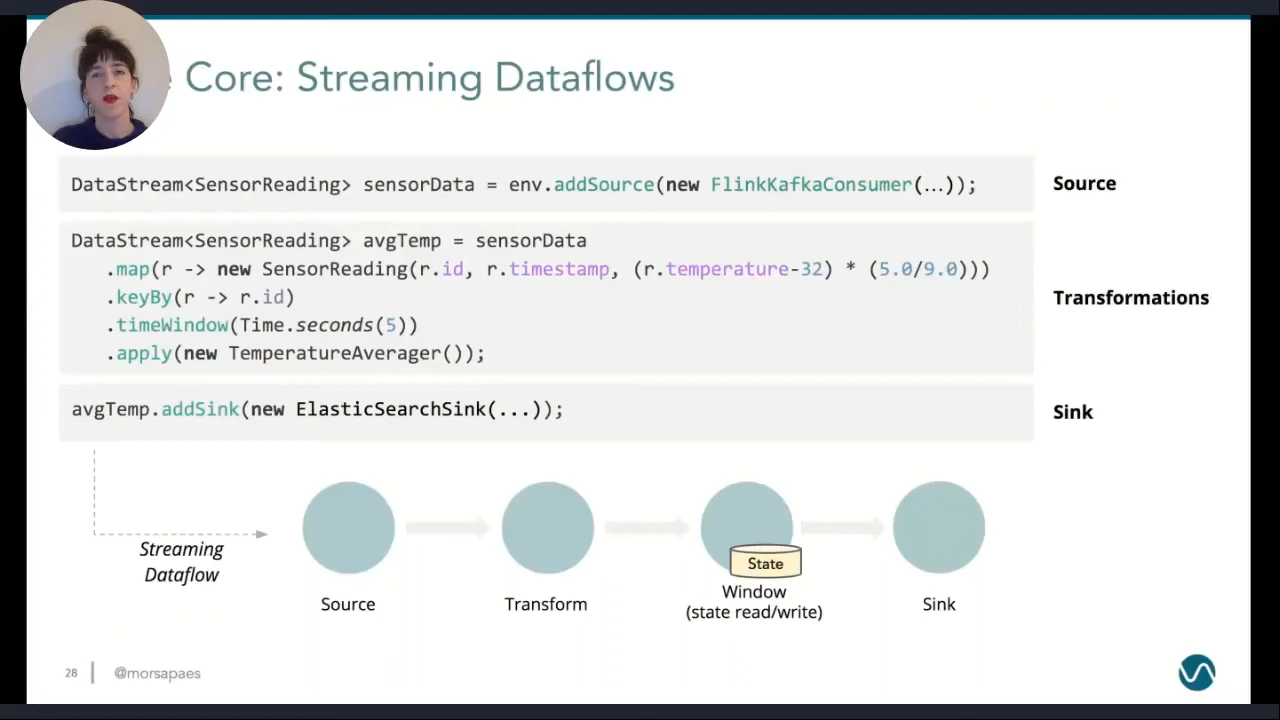 Core: Streaming Dataflows
DataStream<SensorReading> sensorData = env.addSource(new FlinkKafkaConsumer(...));
Source
DataStream<SensorReading> avgTemp = sensorData
.map(r -> new SensorReading(r.id, r.timestamp, (r.temperature-32) * (5.0/9.0)))
.keyBy(r -> r.id)
.timeWindow(Time.seconds(5))
.apply(new TemperatureAverager());
Transformations
avgTemp.addSink(new ElasticSearchSink(...));
Sink
Streaming
Dataflow
State
Source
Transform
Window
(state read/write)
Sink
28
@morsapaes